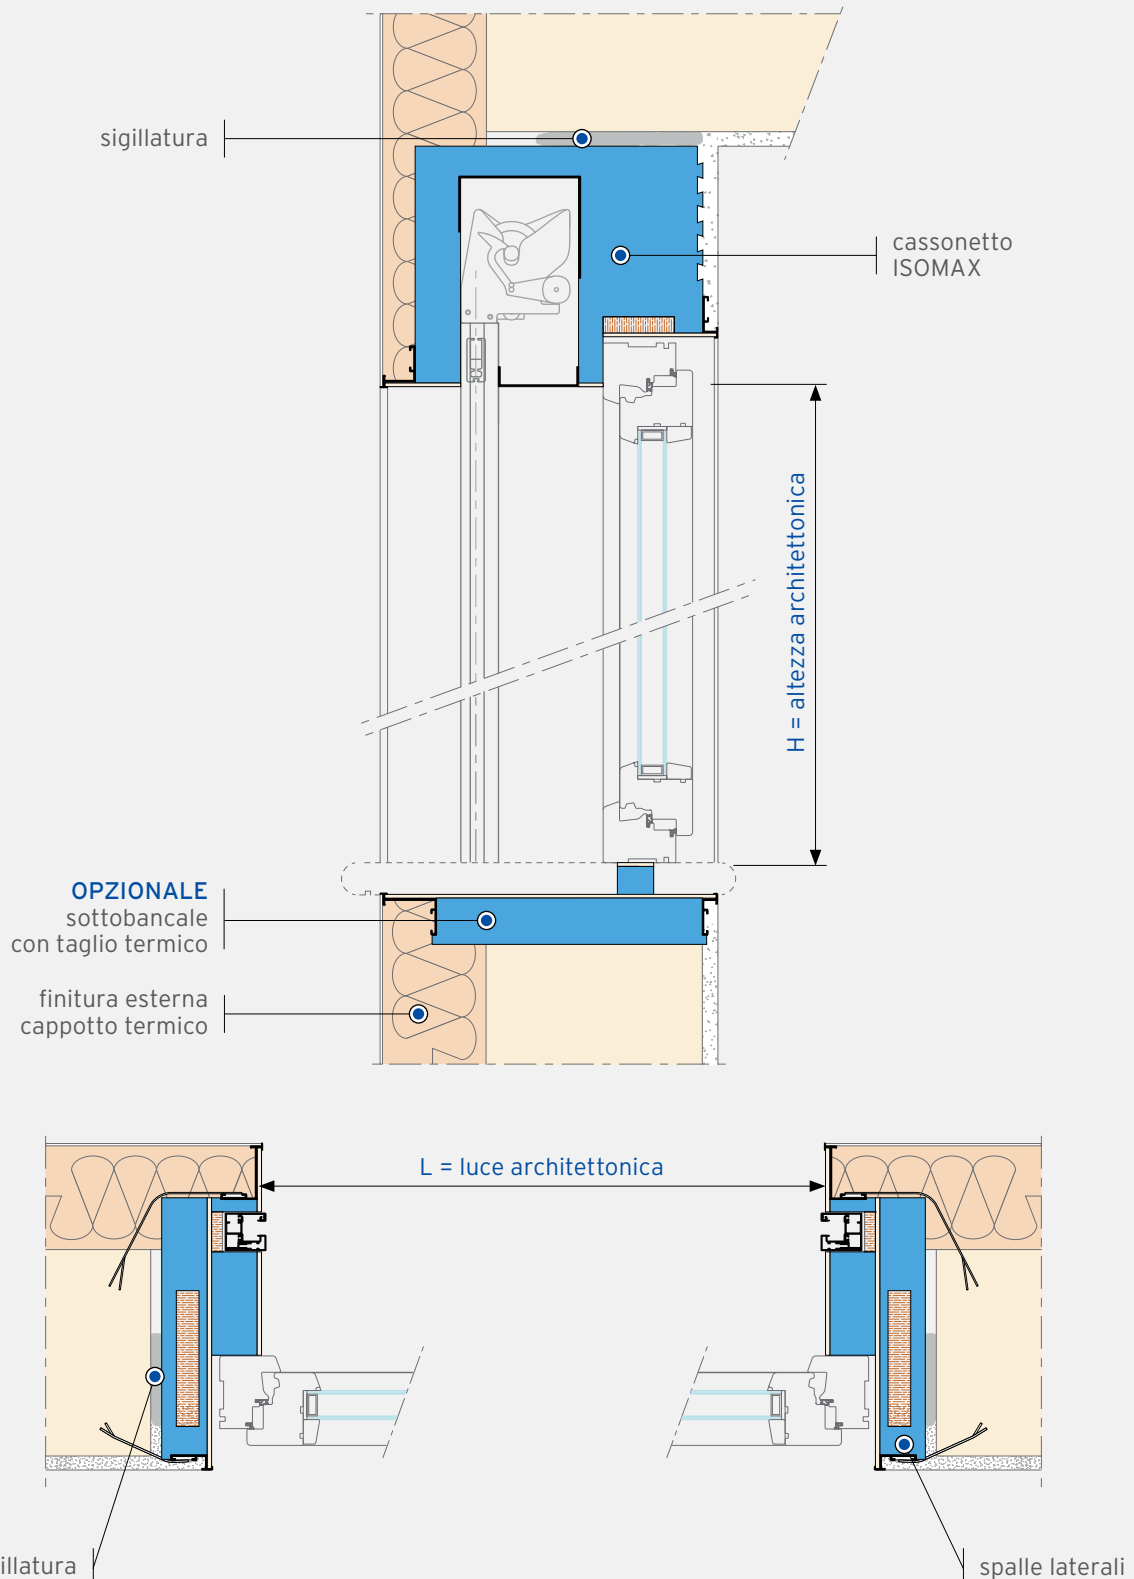 sigillatura
cassonetto
ISOMAX
H = altezza architettonica
OPZIONALE
sottobancale
con taglio termico
finitura esterna
cappotto termico
L = luce architettonica
illatura
spalle laterali